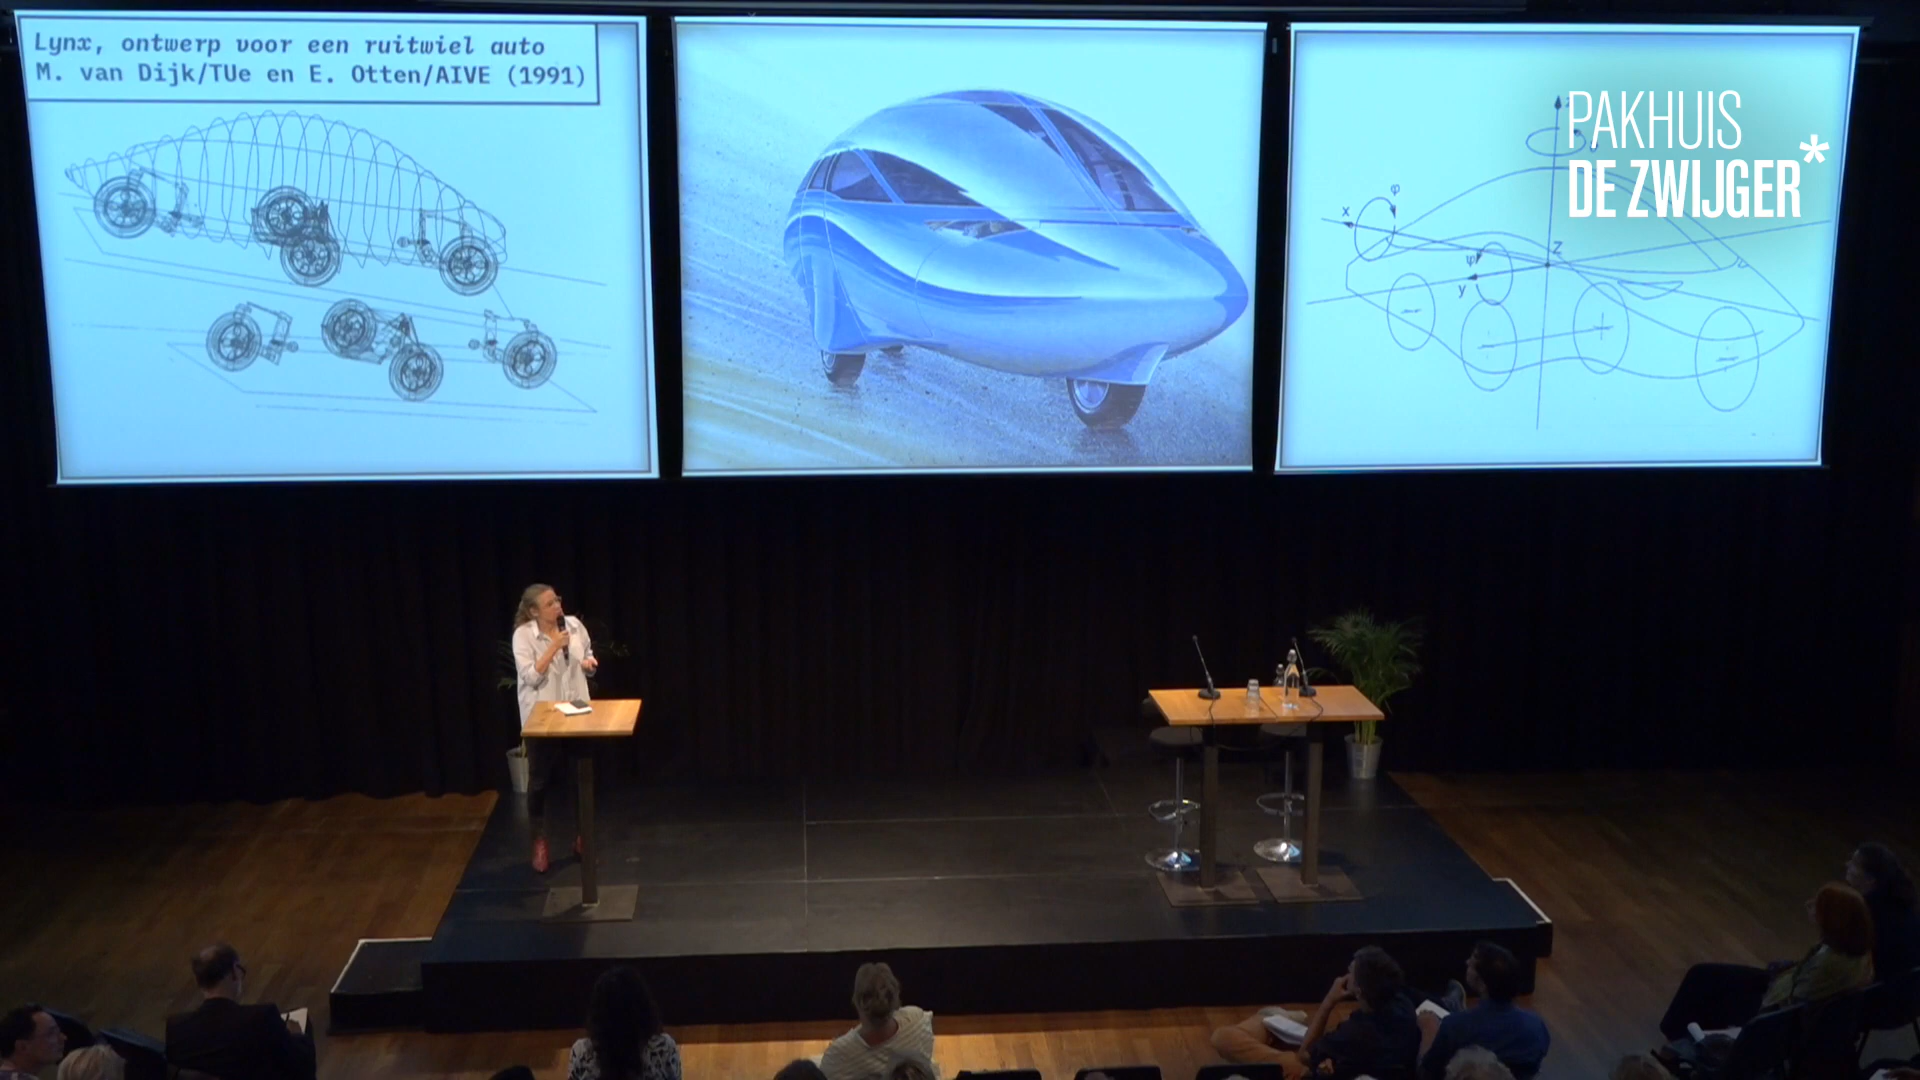 Lynx, ontwerp voor een ruitwiel auto
M. van Dijk/TUe en E. Otten/AIVE (1991)
PAKHUIS
DE ZWIJGER*
x
φ
φ
y
Z